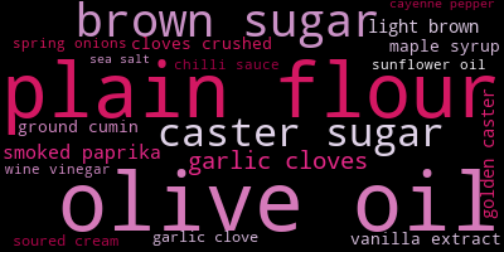 cayenne pepper
brown sugar
light brown
spring onions
cloves crushed
maple syrup
sea salt
chilli sauce
sunflower oil
plain flour
golden caster
ground cumin
caster sugar
smoked paprika
garlic cloves
wine vinegar
olive oil
soured cream
garlic clove
vanilla extract